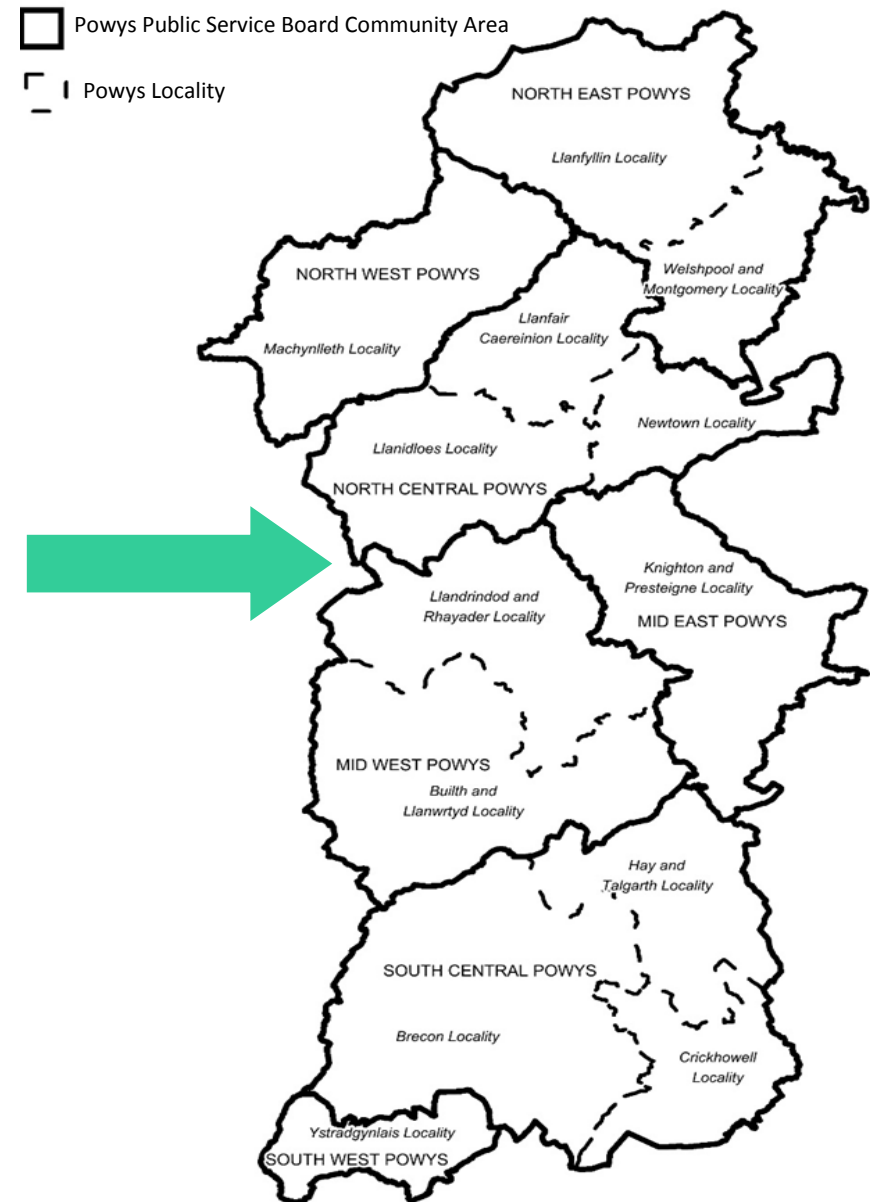 Powys Public Service Board Community Area
Powys Locality
NORTH EAST POWYS
Llanfyllin Locality
Welshpool and
Montgomery Locality
NORTH WEST POWYS
Machynlleth Locality
Llanfair
Caereinion Locality
Newtown Locality
Llanidloes Locality
NORTH CENTRAL POWYS
Knighton and
Presteigne Locality
MID EAST POWYS
Llandrindod and
Rhayader Locality
MID WEST POWYS
Builth and
Llanwrtyd Locality
Hay and
Talgarth Locality
SOUTH CENTRAL POWYS
Brecon Locality
Crickhowell
Locality
Ystradgynlais Locality
SOUTH WEST POWYS